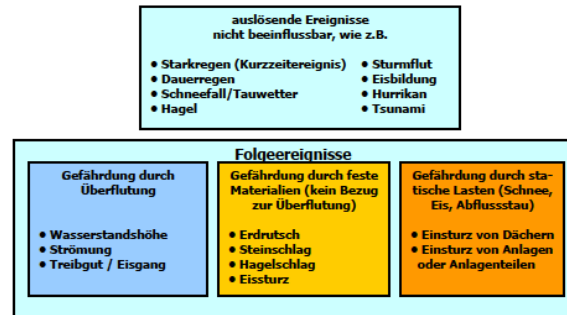 auslösende Ereignisse
nicht beeinflussbar, wie z.B.
• Starkregen (Kurzzeitereignis)
• Dauerregen
• Schneefall/Tauwetter
• Hagel
• Sturmflut
• Eisbildung
• Hurrikan
• Tsunami
Folgeereignisse
Gefährdung durch
Überflutung
• Wasserstandshöhe
• Strömung
• Treibgut / Eisgang
Gefährdung durch feste
Materialien (kein Bezug
zur Überflutung)
• Erdrutsch
• Steinschlag
• Hagelschlag
• Eissturz
Gefährdung durch sta-
tische Lasten (Schnee,
Eis, Abflussstau)
• Einsturz von Dächern
• Einsturz von Anlagen
oder Anlagenteilen